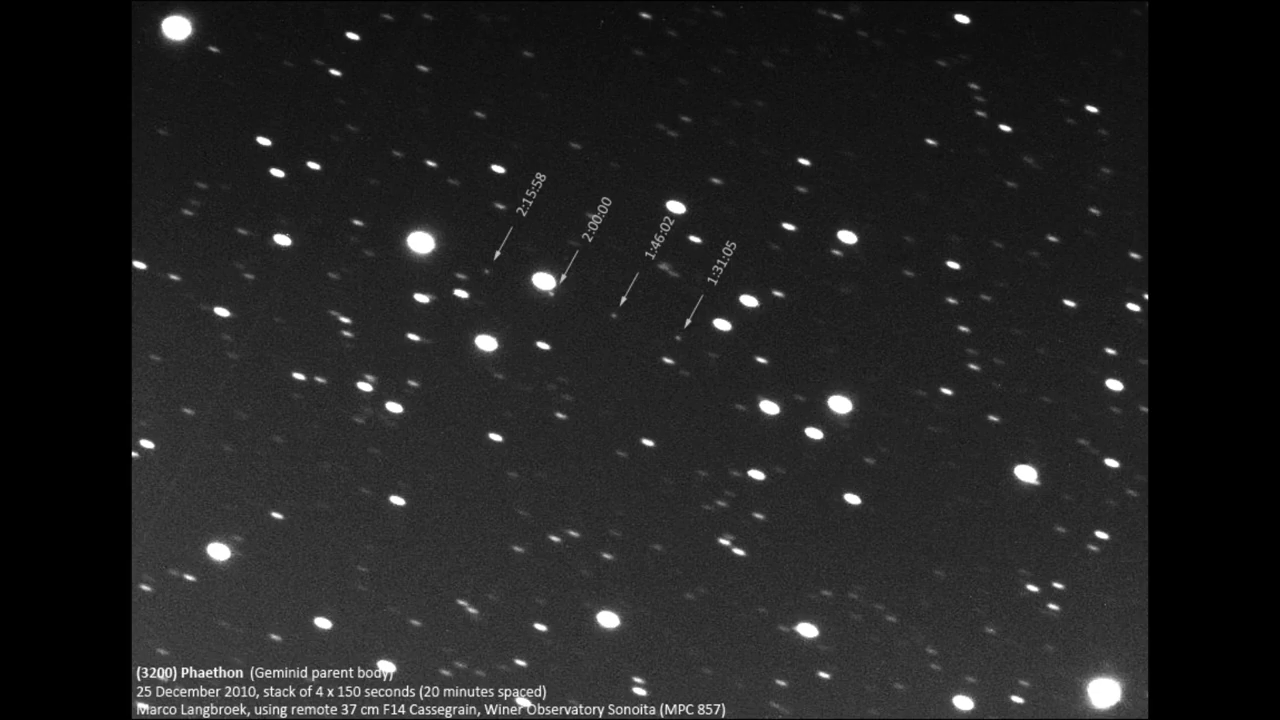 2:15:58
2:00:00
1:46:02
1:31:05
(3200) Phaethon (Geminid parent body)
25 December 2010, stack of 4 x 150 seconds (20 minutes spaced)
Marco Langbroek, using remote 37 cm F14 Cassegrain, Winer Observatory Sonoita (MPC 857)